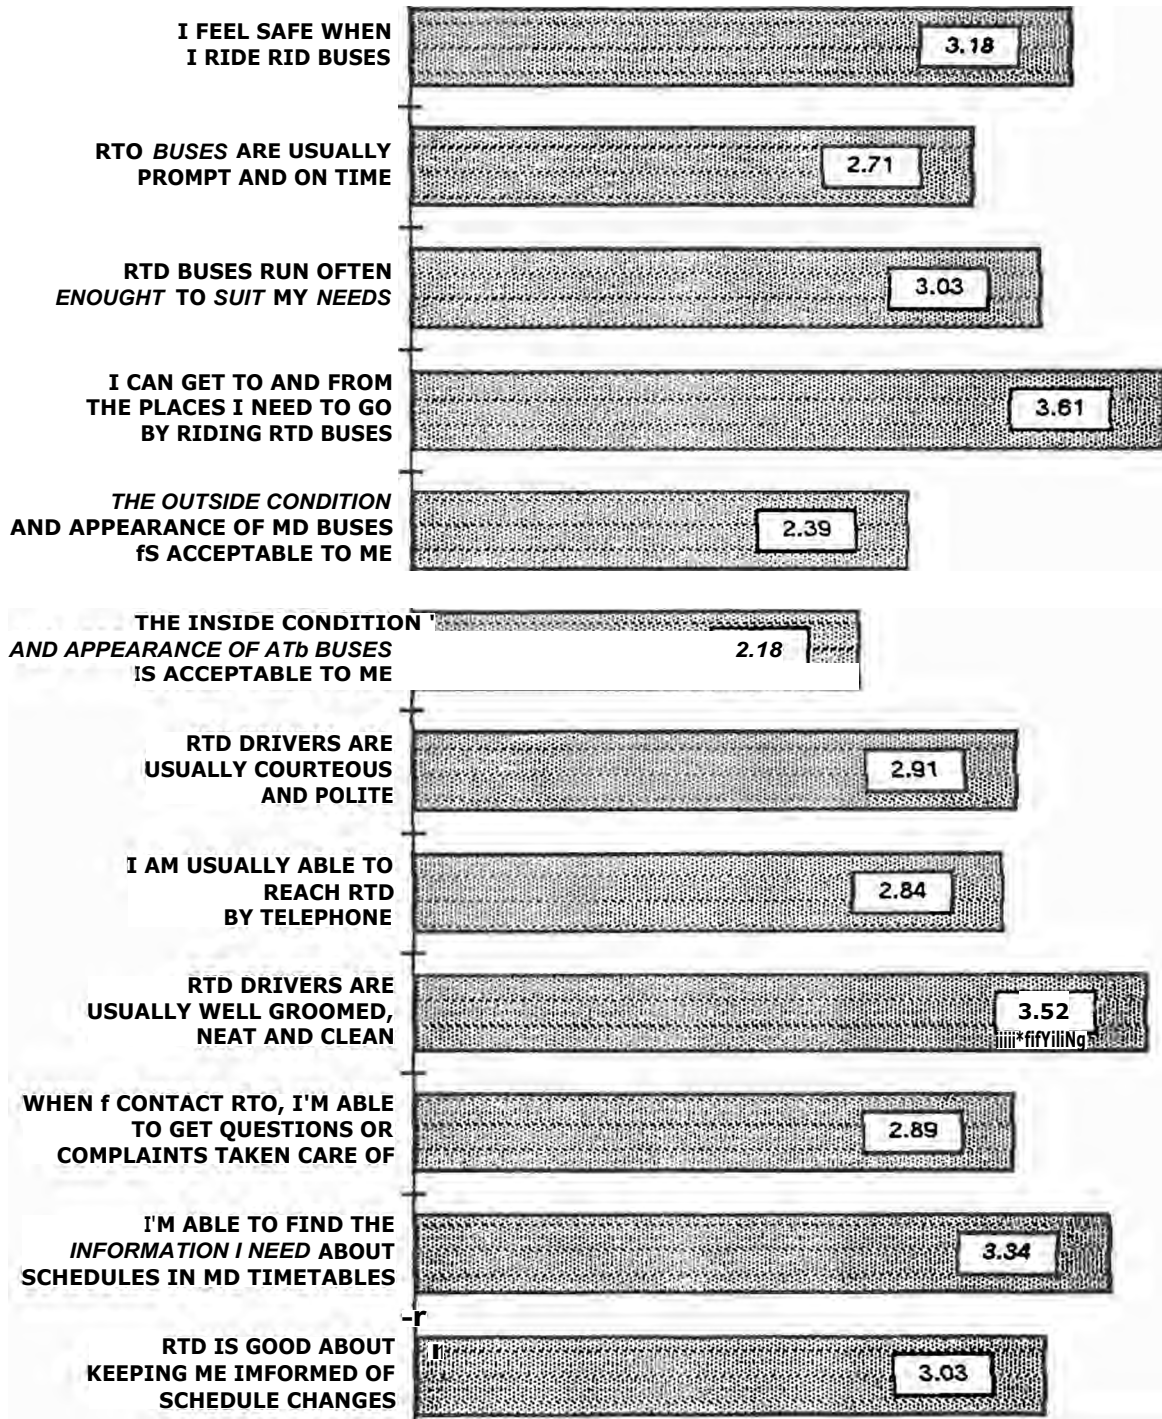 I FEEL SAFE WHEN
I RIDE RID BUSES
3.18
RTO BUSES ARE USUALLY
PROMPT AND ON TIME
2.71
RTD BUSES RUN OFTEN
ENOUGHT TO SUIT MY NEEDS
3.03
I CAN GET TO AND FROM
THE PLACES I NEED TO GO
BY RIDING RTD BUSES
3.61
THE OUTSIDE CONDITION
AND APPEARANCE OF MD BUSES
fS ACCEPTABLE TO ME
2.39
THE INSIDE CONDITION '
AND APPEARANCE OF ATb BUSES
IS ACCEPTABLE TO ME
2.18
RTD DRIVERS ARE
USUALLY COURTEOUS
AND POLITE
2.91
I AM USUALLY ABLE TO
REACH RTD
BY TELEPHONE
2.84
RTD DRIVERS ARE
USUALLY WELL GROOMED,
NEAT AND CLEAN
3.52
iiiii*fifYiliNg
WHEN f CONTACT RTO, I'M ABLE
TO GET QUESTIONS OR
COMPLAINTS TAKEN CARE OF
2.89
I'M ABLE TO FIND THE
INFORMATION I NEED ABOUT
SCHEDULES IN MD TIMETABLES
3.34
-r
r
RTD IS GOOD ABOUT
KEEPING ME IMFORMED OF
SCHEDULE CHANGES
3.03